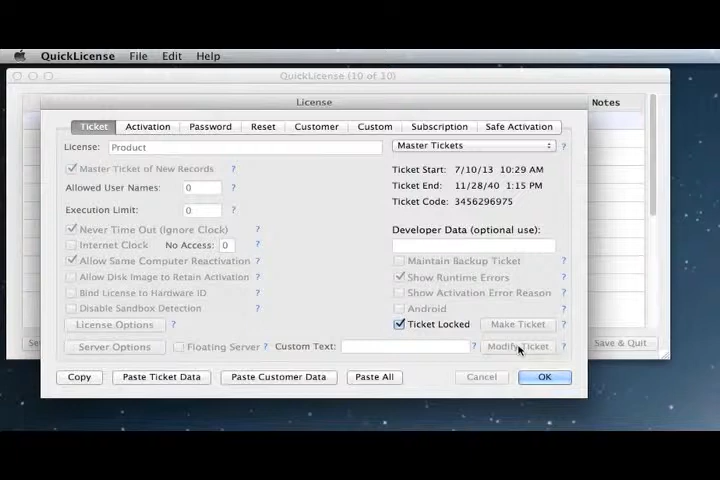 QuickLicense File Edit Help
QuickLicense (10 of 10)
License
Notes
Ticket Activation Password Reset Customer Custom Subscription Safe Activation
License: Product Master Tickets ?
Master Ticket of New Records ? Ticket Start: 7/10/13 10:29 AM
Allowed User Names: 0 ? Ticket End: 11/28/40 1:15 PM
Ticket Code: 3456296975
Execution Limit: 0 ?
Never Time Out (Ignore Clock) ? Developer Data (optional use):
Internet Clock No Access: 0 ?
Allow Same Computer Reactivation ? Maintain Backup Ticket ?
Allow Disk Image to Retain Activation ? Show Runtime Errors ?
Bind License to Hardware ID ? Show Activation Error Reason ?
Disable Sandbox Detection ? Android ?
License Options ? Ticket Locked Make Ticket ?
Server Options Floating Server ? Custom Text: ? Modify Ticket ?
Save & Quit
Copy Paste Ticket Data Paste Customer Data Paste All Cancel OK